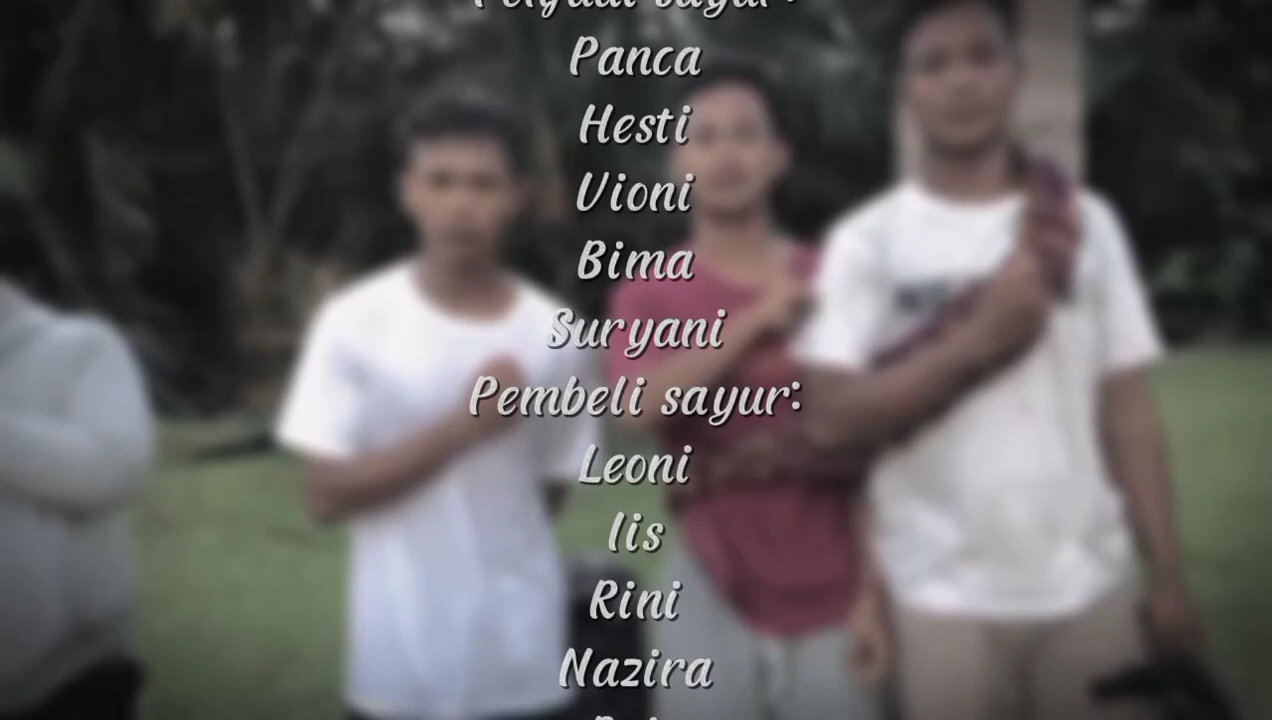 Panca
Hesti
Vioni
Bima
Suryani
Pembeli sayur:
Leoni
Iis
Rini
Nazira